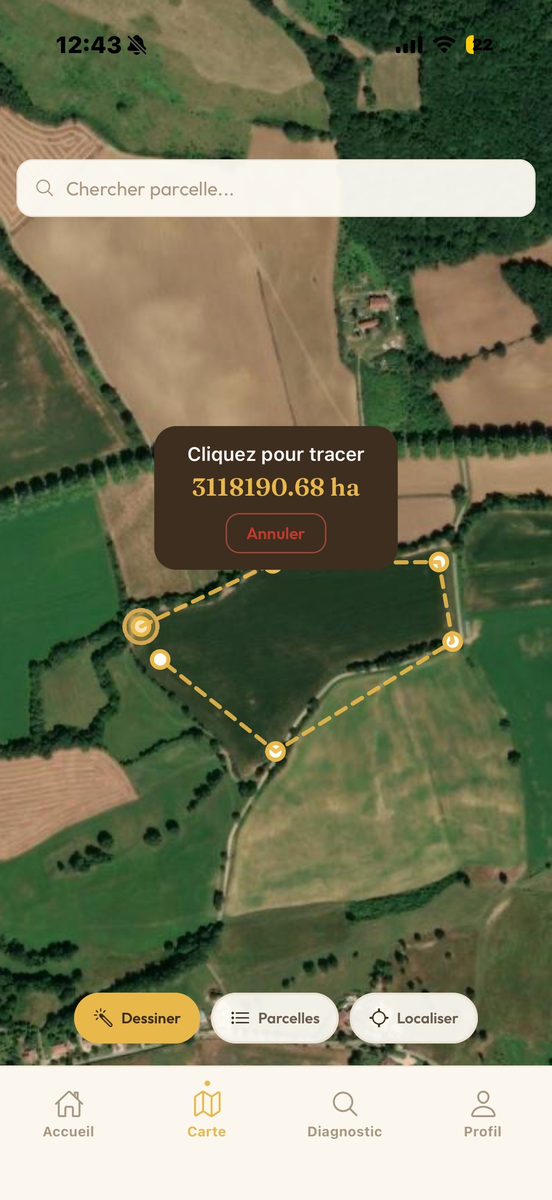 12:43
22
Chercher parcelle...
Cliquez pour tracer
3118190.68 ha
Annuler
Dessiner
Parcelles
Localiser
Accueil
Carte
Diagnostic
Profil